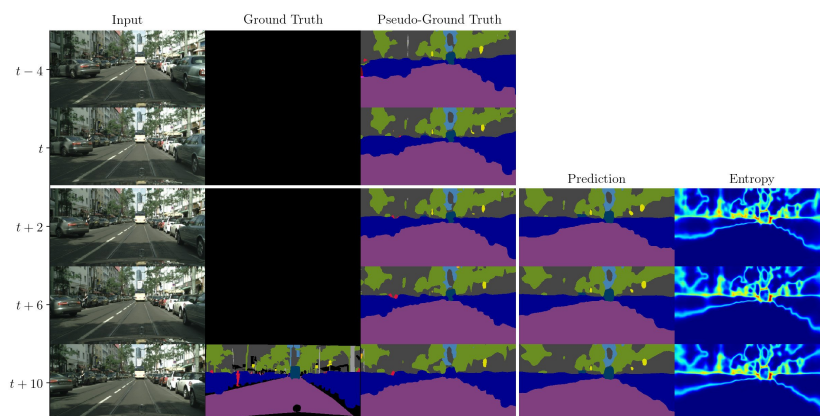 Input Ground Truth Pseudo-Ground Truth
t − 4
t
Prediction Entropy
t + 2
t + 6
t + 10